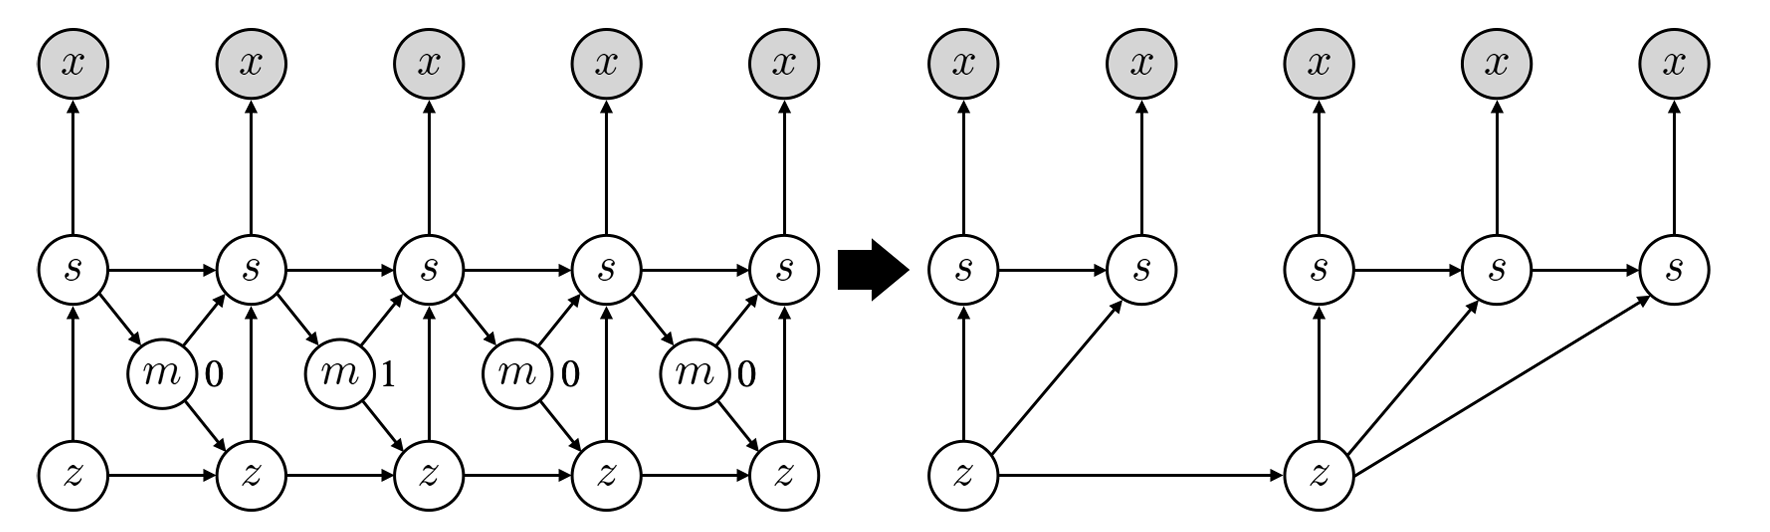 x x x x x x x x x x
s s s s s s s s s s
m 0 m 1 m 0 m 0
z z z z z z z